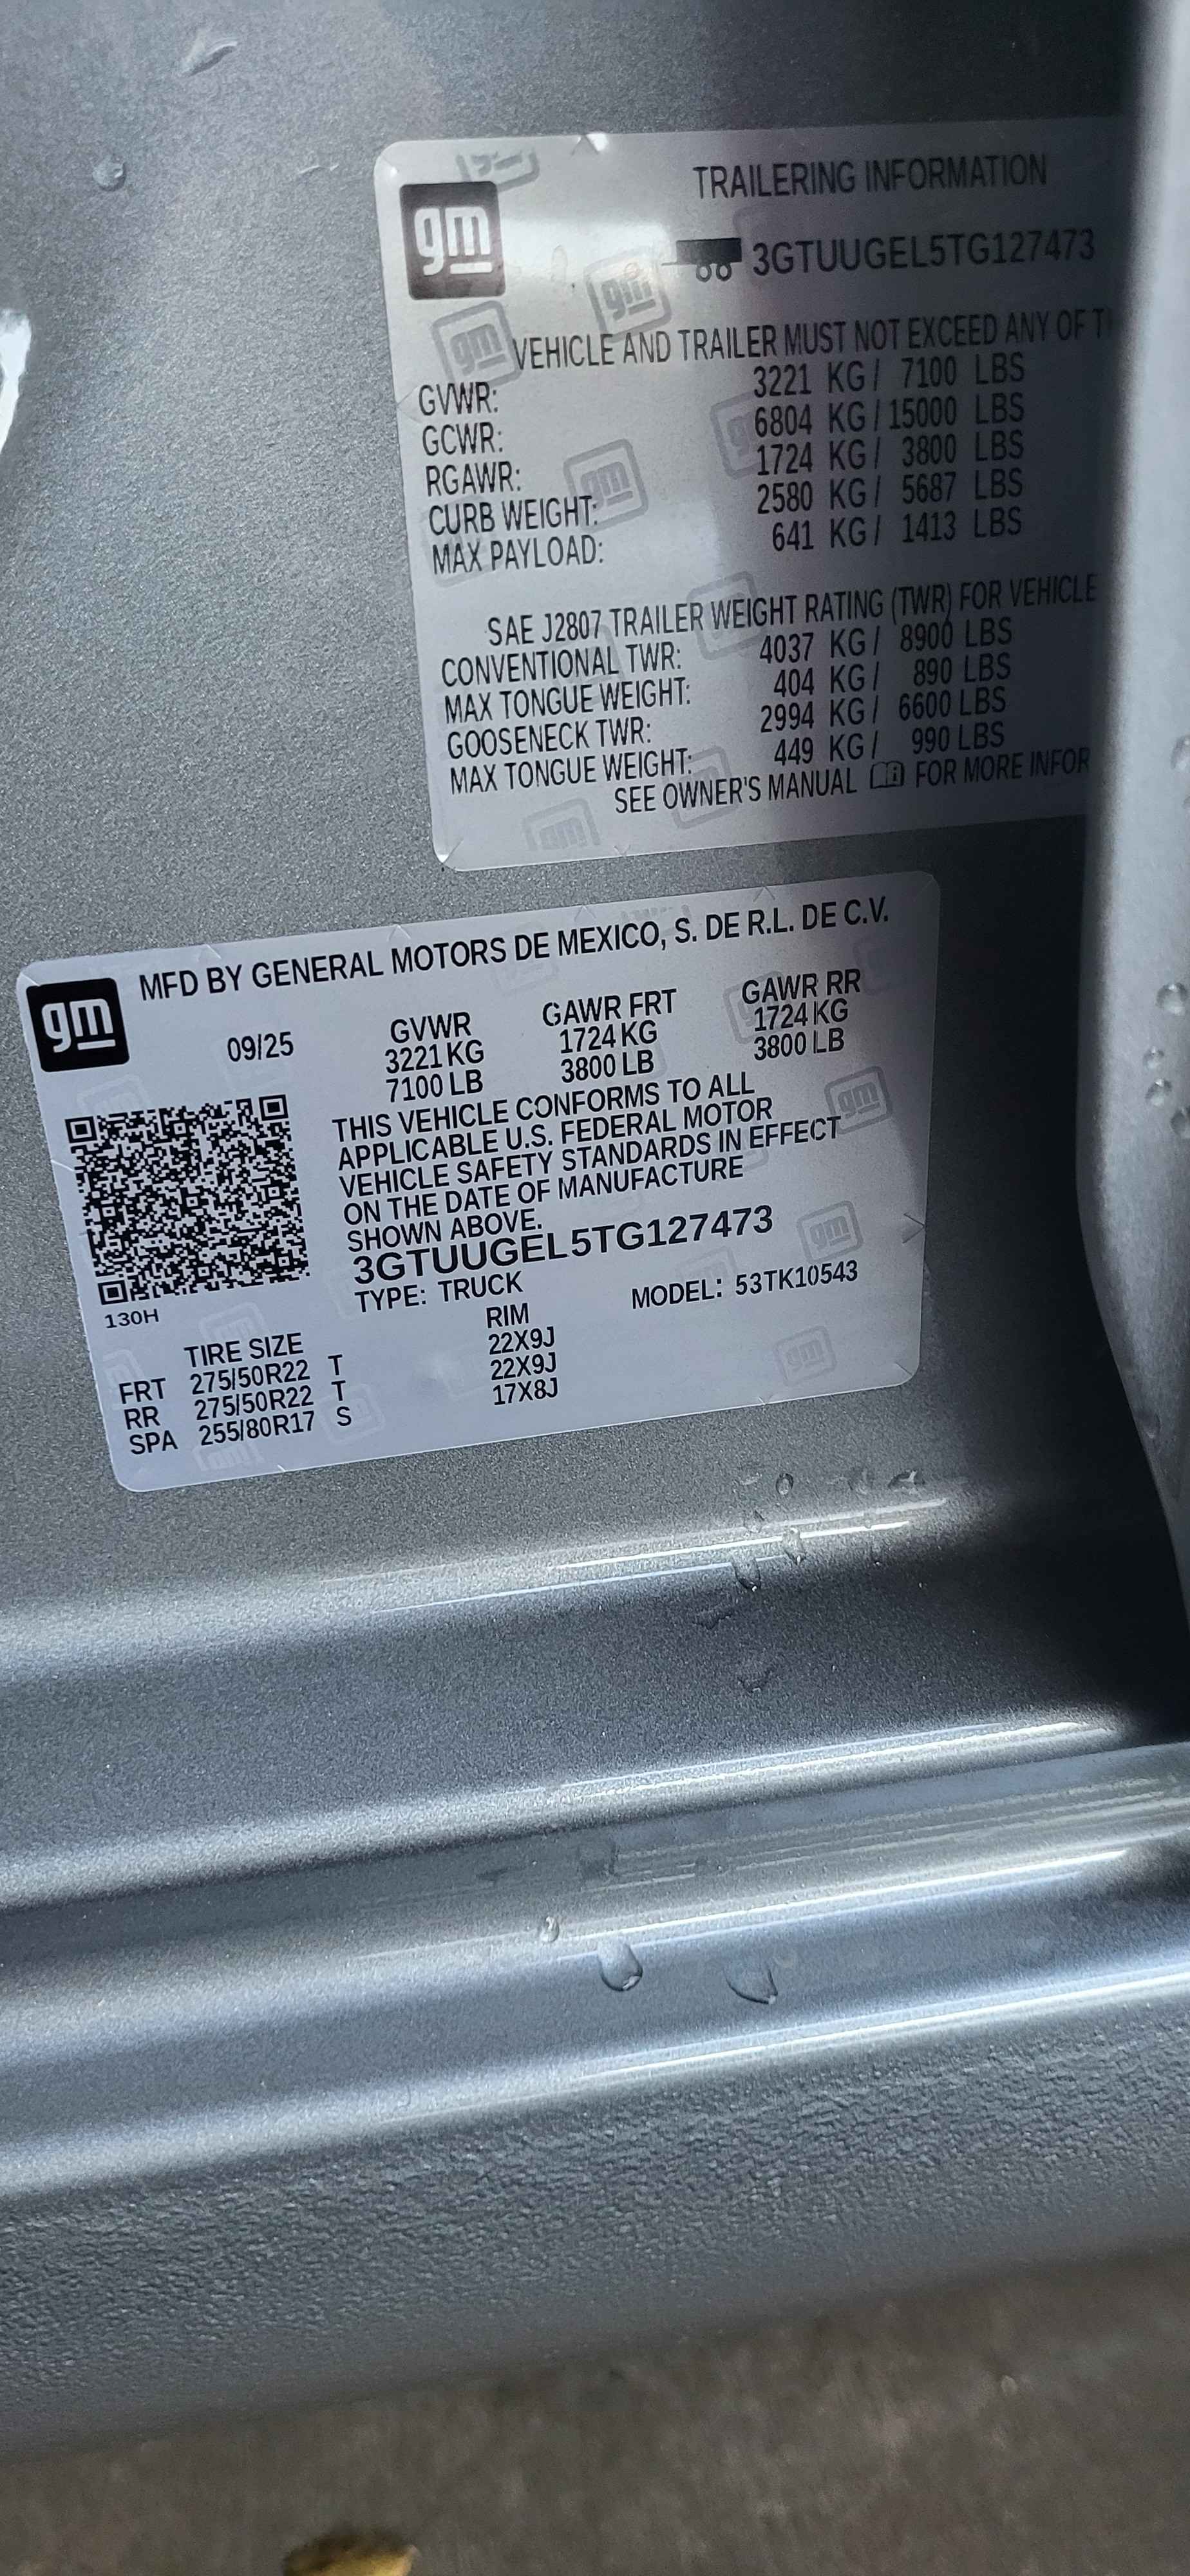 gm
TRAILERING INFORMATION
3GTUUGEL5TG127473
VEHICLE AND TRAILER MUST NOT EXCEED ANY OF
GVWR: 3221 KG / 7100 LBS
GCWR: 6804 KG / 15000 LBS
RGAWR: 1724 KG / 3800 LBS
CURB WEIGHT: 2580 KG / 5687 LBS
MAX PAYLOAD: 641 KG / 1413 LBS
SAE J2807 TRAILER WEIGHT RATING (TWR) FOR VEHICLE
CONVENTIONAL TWR: 4037 KG / 8900 LBS
MAX TONGUE WEIGHT: 404 KG / 890 LBS
GOOSENECK TWR: 2994 KG / 6600 LBS
MAX TONGUE WEIGHT: 449 KG / 990 LBS
SEE OWNER'S MANUAL FOR MORE INFOR
gm
MFD BY GENERAL MOTORS DE MEXICO, S. DE R.L. DE C.V.
09/25 GVWR GAWR FRT GAWR RR
3221 KG 1724 KG 1724 KG
7100 LB 3800 LB 3800 LB
THIS VEHICLE CONFORMS TO ALL
APPLICABLE U.S. FEDERAL MOTOR
VEHICLE SAFETY STANDARDS IN EFFECT
ON THE DATE OF MANUFACTURE
SHOWN ABOVE.
3GTUUGEL5TG127473
TYPE: TRUCK MODEL: 53TK10543
130H
TIRE SIZE RIM
FRT 275/50R22 T 22X9J
RR 275/50R22 T 22X9J
SPA 255/80R17 S 17X8J